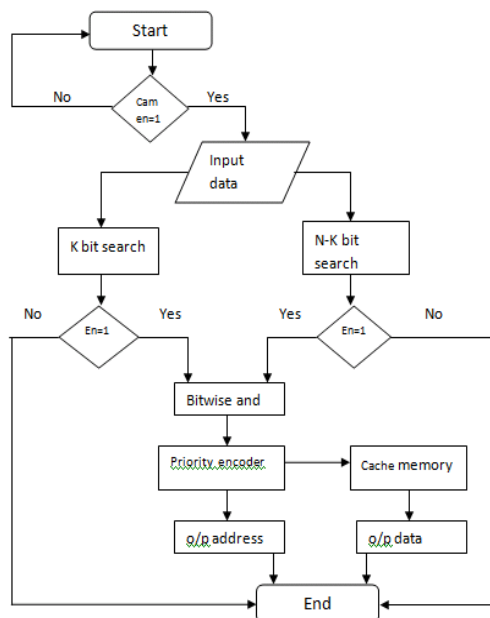 Start
No
Cam
en=1
Yes
Input
data
K bit search
N-K bit
search
No
En=1
Yes
Yes
En=1
No
Bitwise and
Priority encoder
Cache memory
o/p address
o/p data
End